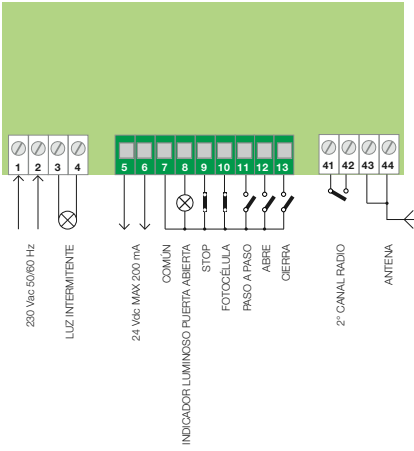 1 2 3 4
5 6 7 8 9 10 11 12 13
41 42 43 44
230 Vac 50/60 Hz
LUZ INTERMITENTE
24 Vdc MAX 200 mA
COMÚN
INDICADOR LUMINOSO PUERTA ABIERTA
STOP
FOTOCÉLULA
PASO A PASO
ABRE
CIERRA
2° CANAL RADIO
ANTENA